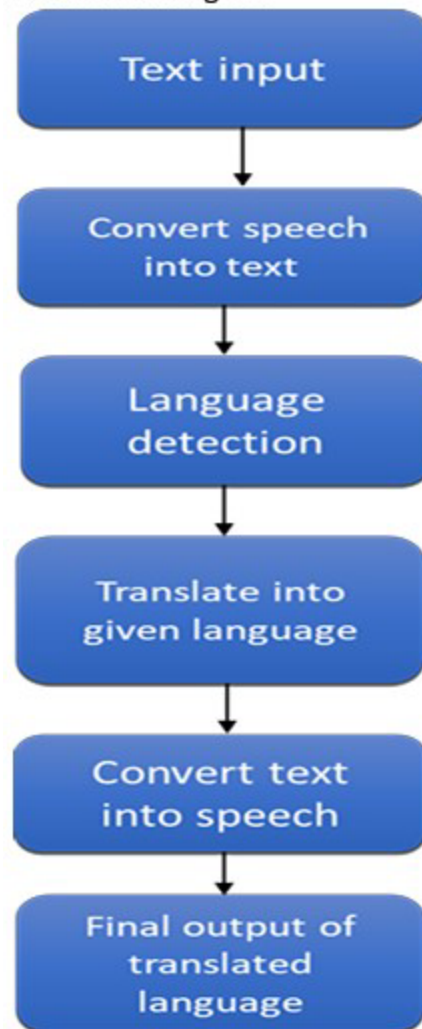 Text input
Convert speech
into text
Language
detection
Translate into
given language
Convert text
into speech
Final output of
translated
language